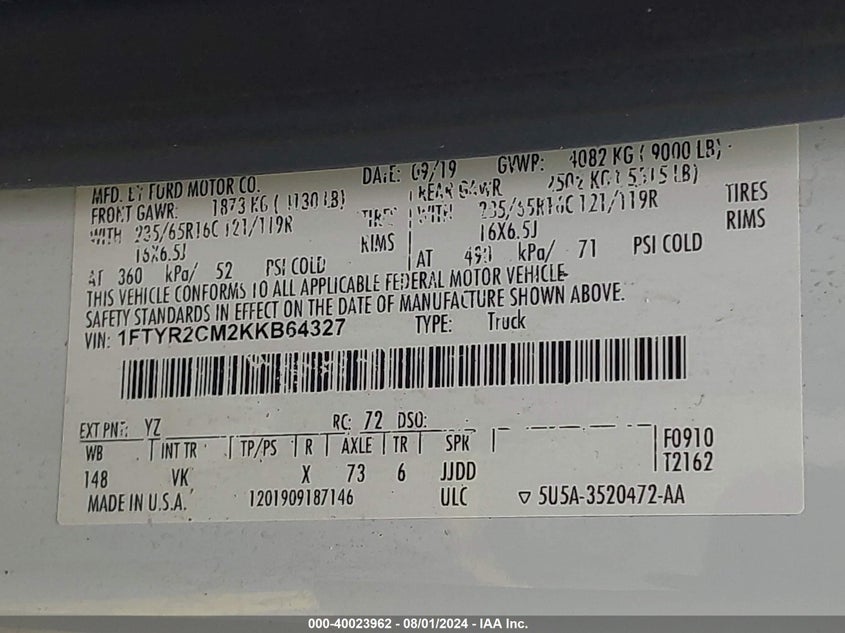 MFD. BY FORD MOTOR CO. DATE: 09/19 GVWP: 4082 KG ( 9000 LB)
FRONT GAWR: 1873 KG ( 4130 LB) REAR GAWR 2502 KG ( 5515 LB)
WITH 235/65R16C 121/119R TIRES WITH 235/65R16C 121/119R TIRES
16X6.5J RIMS 16X6.5J RIMS
AT 360 kPa/ 52 PSI COLD AT 490 kPa/ 71 PSI COLD
THIS VEHICLE CONFORMS TO ALL APPLICABLE FEDERAL MOTOR VEHICLE
SAFETY STANDARDS IN EFFECT ON THE DATE OF MANUFACTURE SHOWN ABOVE.
VIN: 1FTYR2CM2KKB64327 TYPE: Truck
EXT PNT: YZ RC: 72 DSO:
WB INT TR TP/PS R AXLE TR SPR F0910
148 VK X 73 6 JJDD T2162
MADE IN U.S.A. 1201909187146 ULC ▽ 5U5A-3520472-AA
000-40023962 - 08/01/2024 - IAA Inc.